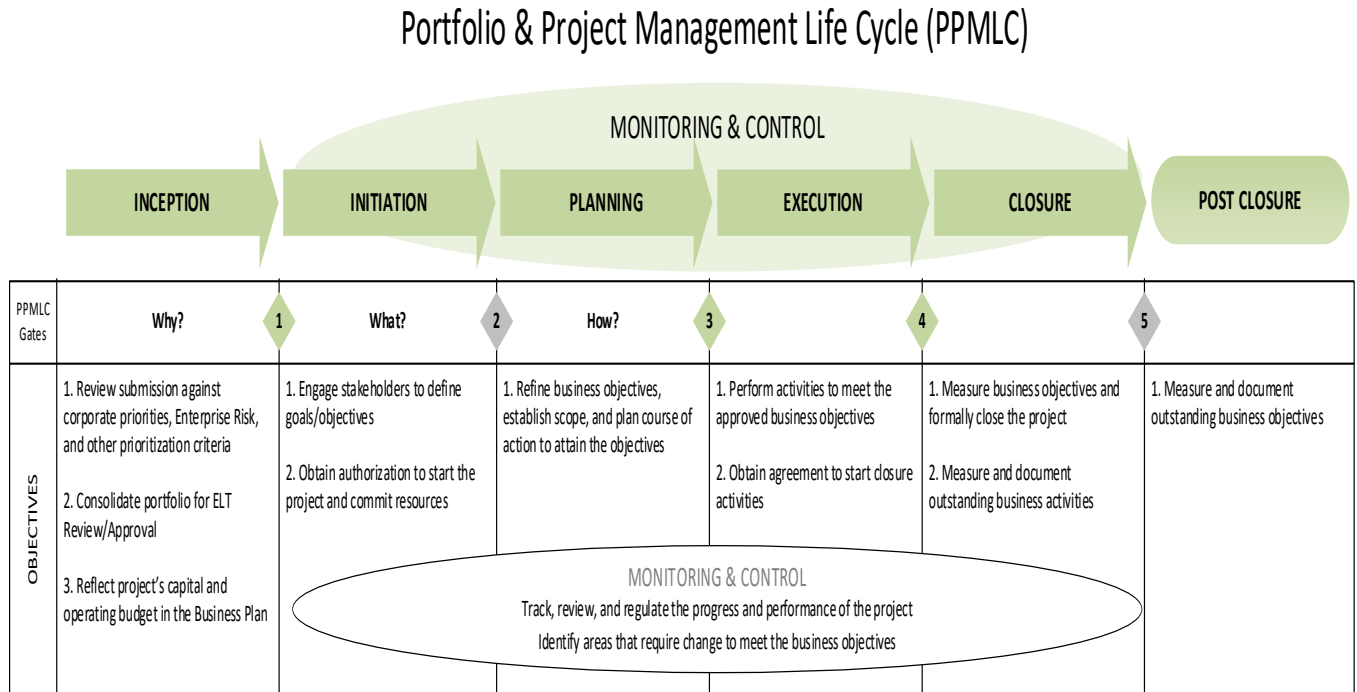 Portfolio & Project Management Life Cycle (PPMLC)
MONITORING & CONTROL
INCEPTION
INITIATION
PLANNING
EXECUTION
CLOSURE
POST CLOSURE
PPMLC
Gates
Why?
1
What?
2
How?
3
4
5
OBJECTIVES
1. Review submission against
corporate priorities, Enterprise Risk,
and other prioritization criteria
2. Consolidate portfolio for ELT
Review/Approval
3. Reflect project's capital and
operating budget in the Business Plan
1. Engage stakeholders to define
goals/objectives
2. Obtain authorization to start the
project and commit resources
1. Refine business objectives,
establish scope, and plan course of
action to attain the objectives
1. Perform activities to meet the
approved business objectives
2. Obtain agreement to start closure
activities
1. Measure business objectives and
formally close the project
2. Measure and document
outstanding business activities
1. Measure and document
outstanding business objectives
MONITORING & CONTROL
Track, review, and regulate the progress and performance of the project
Identify areas that require change to meet the business objectives